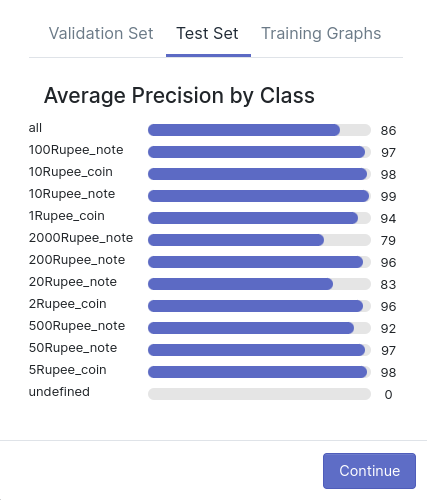 Validation Set Test Set Training Graphs
Average Precision by Class
all 86
100Rupee_note 97
10Rupee_coin 98
10Rupee_note 99
1Rupee_coin 94
2000Rupee_note 79
200Rupee_note 96
20Rupee_note 83
2Rupee_coin 96
500Rupee_note 92
50Rupee_note 97
5Rupee_coin 98
undefined 0
Continue